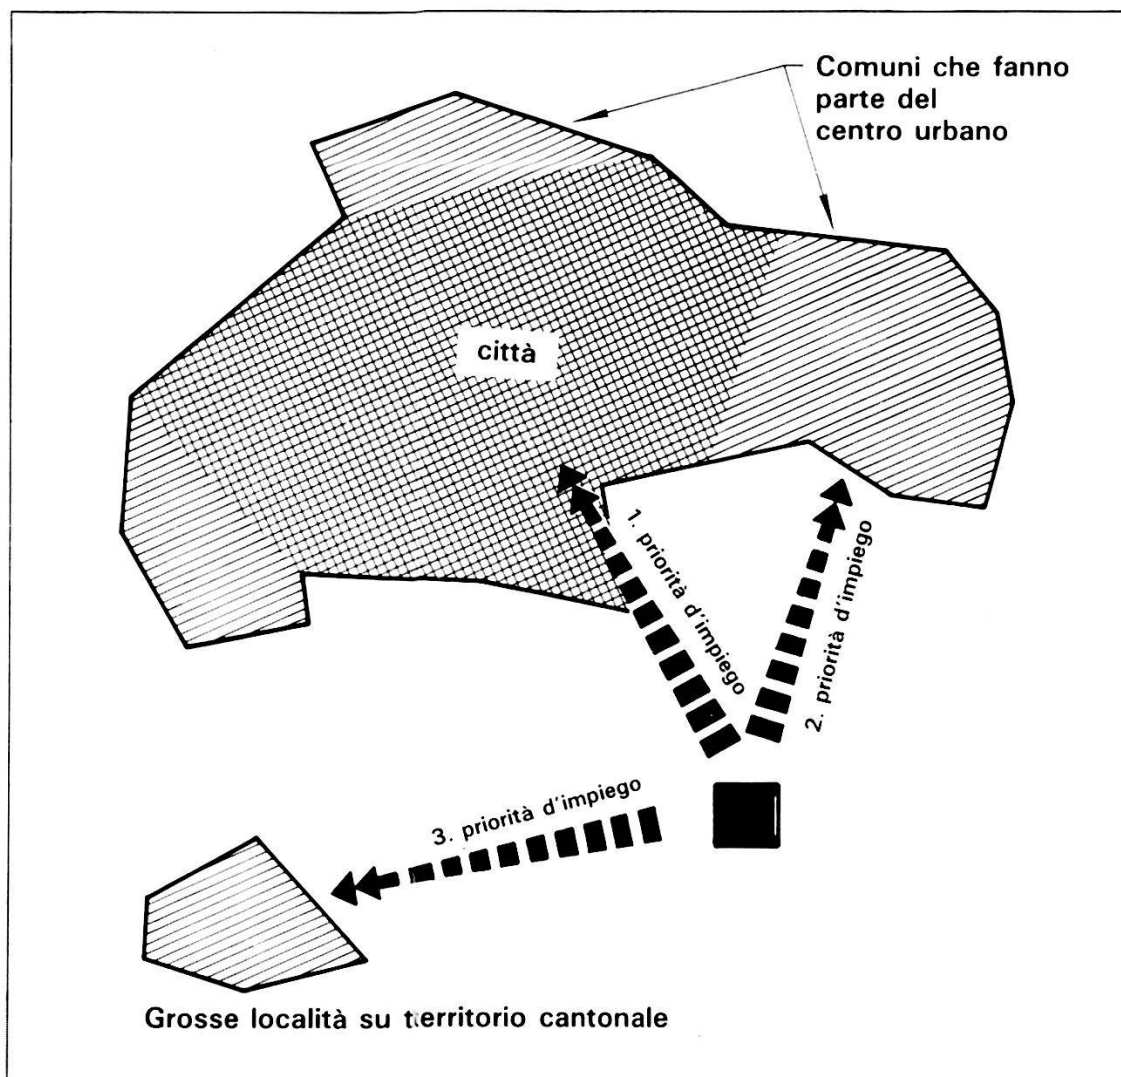 Comuni che fanno
parte del
centro urbano
città
1. priorità d'impiego
2. priorità d'impiego
3. priorità d'impiego
Grosse località su territorio cantonale